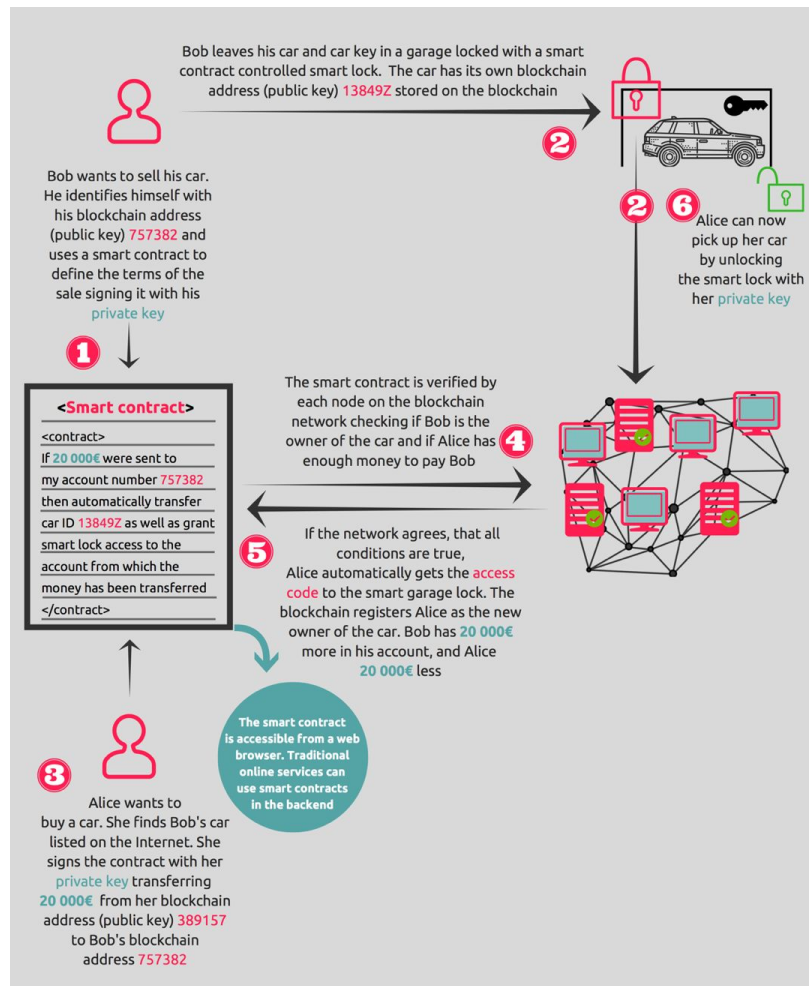 Bob leaves his car and car key in a garage locked with a smart
contract controlled smart lock. The car has its own blockchain
address (public key) 13849Z stored on the blockchain
2
Bob wants to sell his car.
He identifies himself with
his blockchain address
(public key) 757382 and
uses a smart contract to
define the terms of the
sale signing it with his
private key
1
2
6
Alice can now
pick up her car
by unlocking
the smart lock with
her private key
<Smart contract>
<contract>
If 20 000€ were sent to
my account number 757382
then automatically transfer
car ID 13849Z as well as grant
smart lock access to the
account from which the
money has been transferred
</contract>
The smart contract is verified by
each node on the blockchain
network checking if Bob is the
owner of the car and if Alice has
enough money to pay Bob
4
5
If the network agrees, that all
conditions are true,
Alice automatically gets the access
code to the smart garage lock. The
blockchain registers Alice as the new
owner of the car. Bob has 20 000€
more in his account, and Alice
20 000€ less
The smart contract
is accessible from a web
browser. Traditional
online services can
use smart contracts
in the backend
3
Alice wants to
buy a car. She finds Bob's car
listed on the Internet. She
signs the contract with her
private key transferring
20 000€ from her blockchain
address (public key) 389157
to Bob's blockchain
address 757382